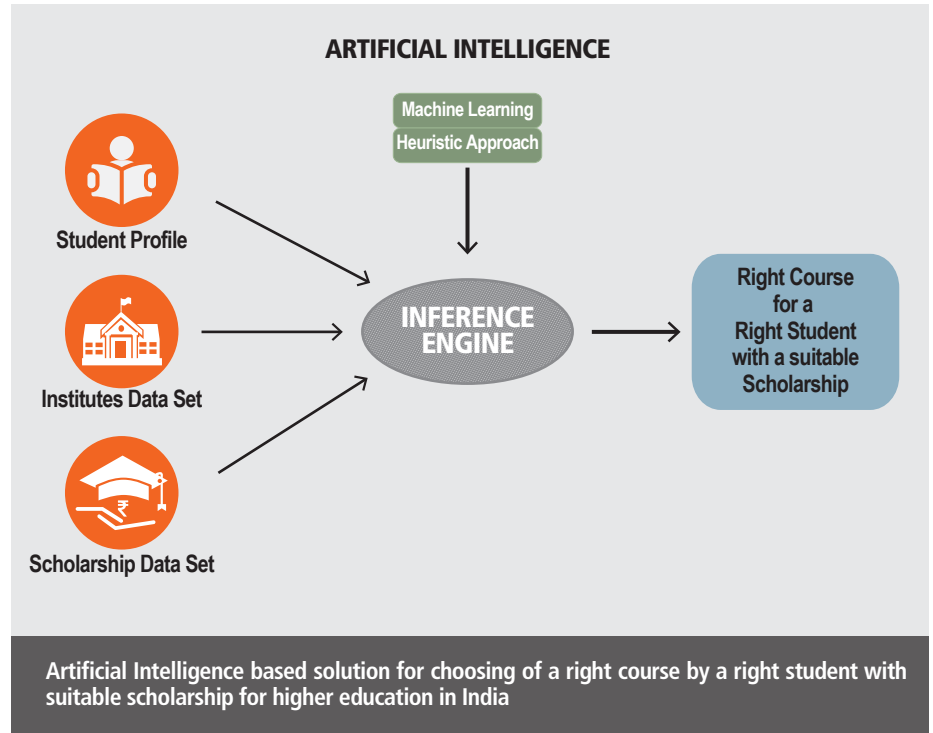 ARTIFICIAL INTELLIGENCE
Machine Learning
Heuristic Approach
Student Profile
Institutes Data Set
₹
Scholarship Data Set
INFERENCE
ENGINE
Right Course
for a
Right Student
with a suitable
Scholarship
Artificial Intelligence based solution for choosing of a right course by a right student with
suitable scholarship for higher education in India